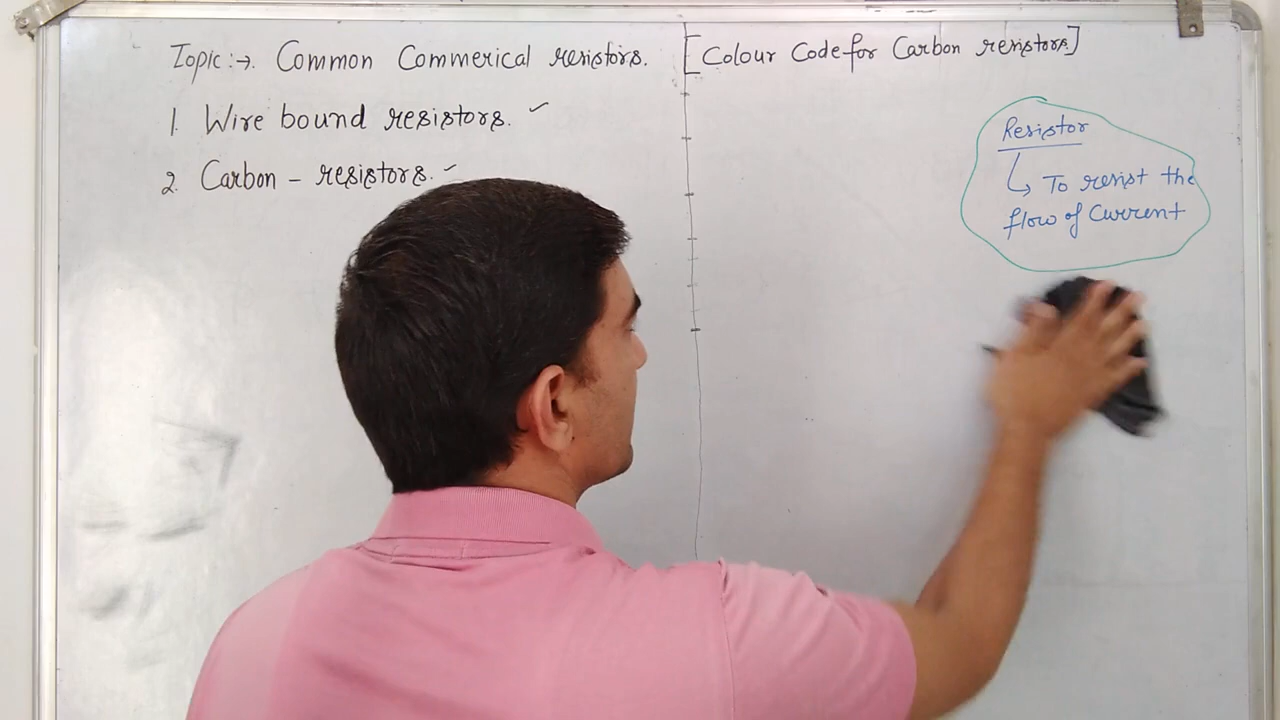 Topic:→. Common Commerical resistors. [Colour Code for Carbon resistors]
1. Wire bound resistors. ✓
2. Carbon - resistors. ✓
Resistor
↳ To resist the
flow of Current